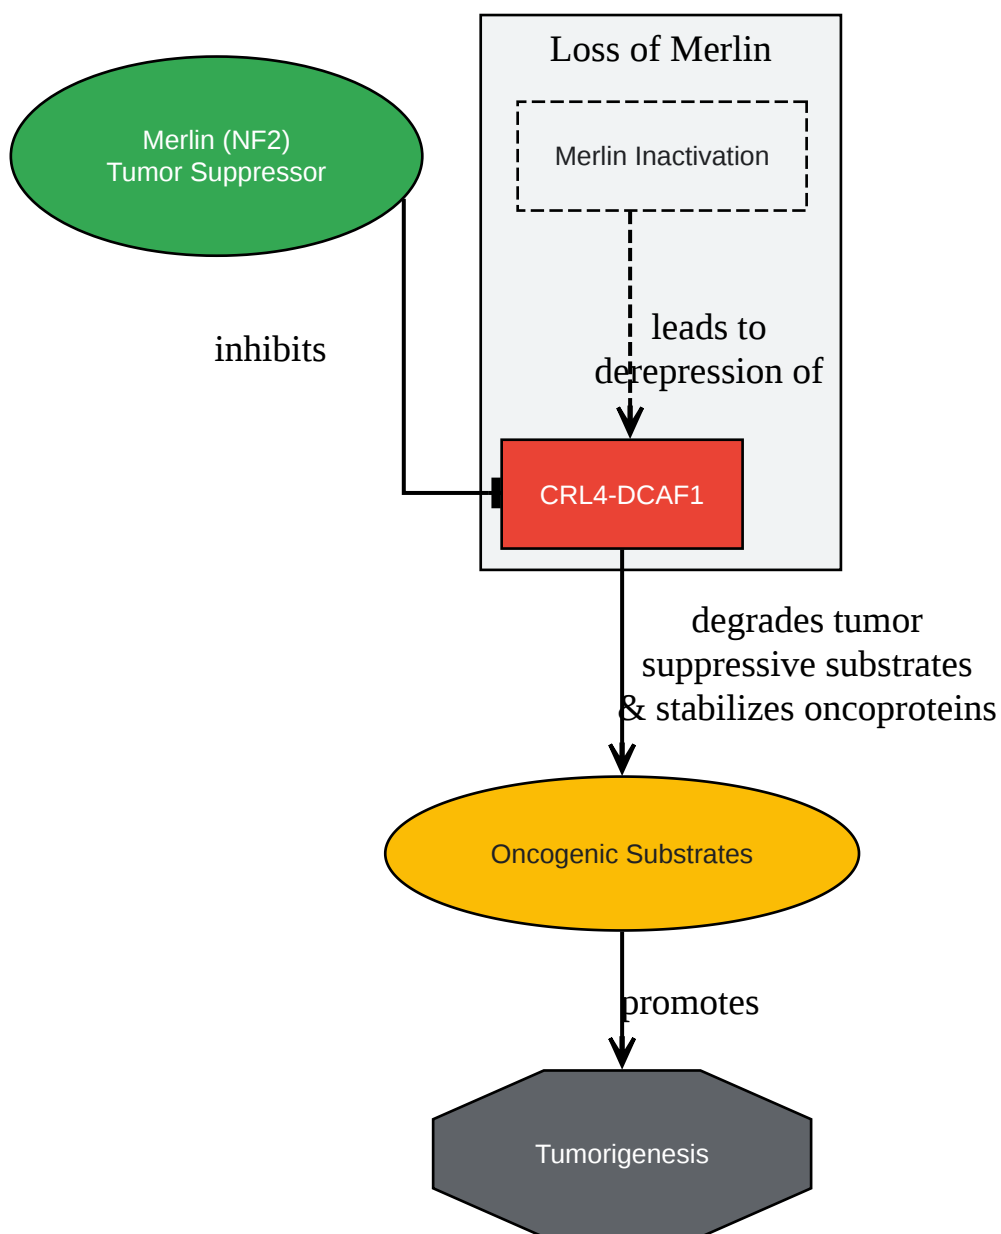 Loss of Merlin
Merlin (NF2)
Tumor Suppressor
Merlin Inactivation
inhibits
leads to
derepression of
CRL4-DCAF1
degrades tumor
suppressive substrates
& stabilizes oncoproteins
Oncogenic Substrates
promotes
Tumorigenesis